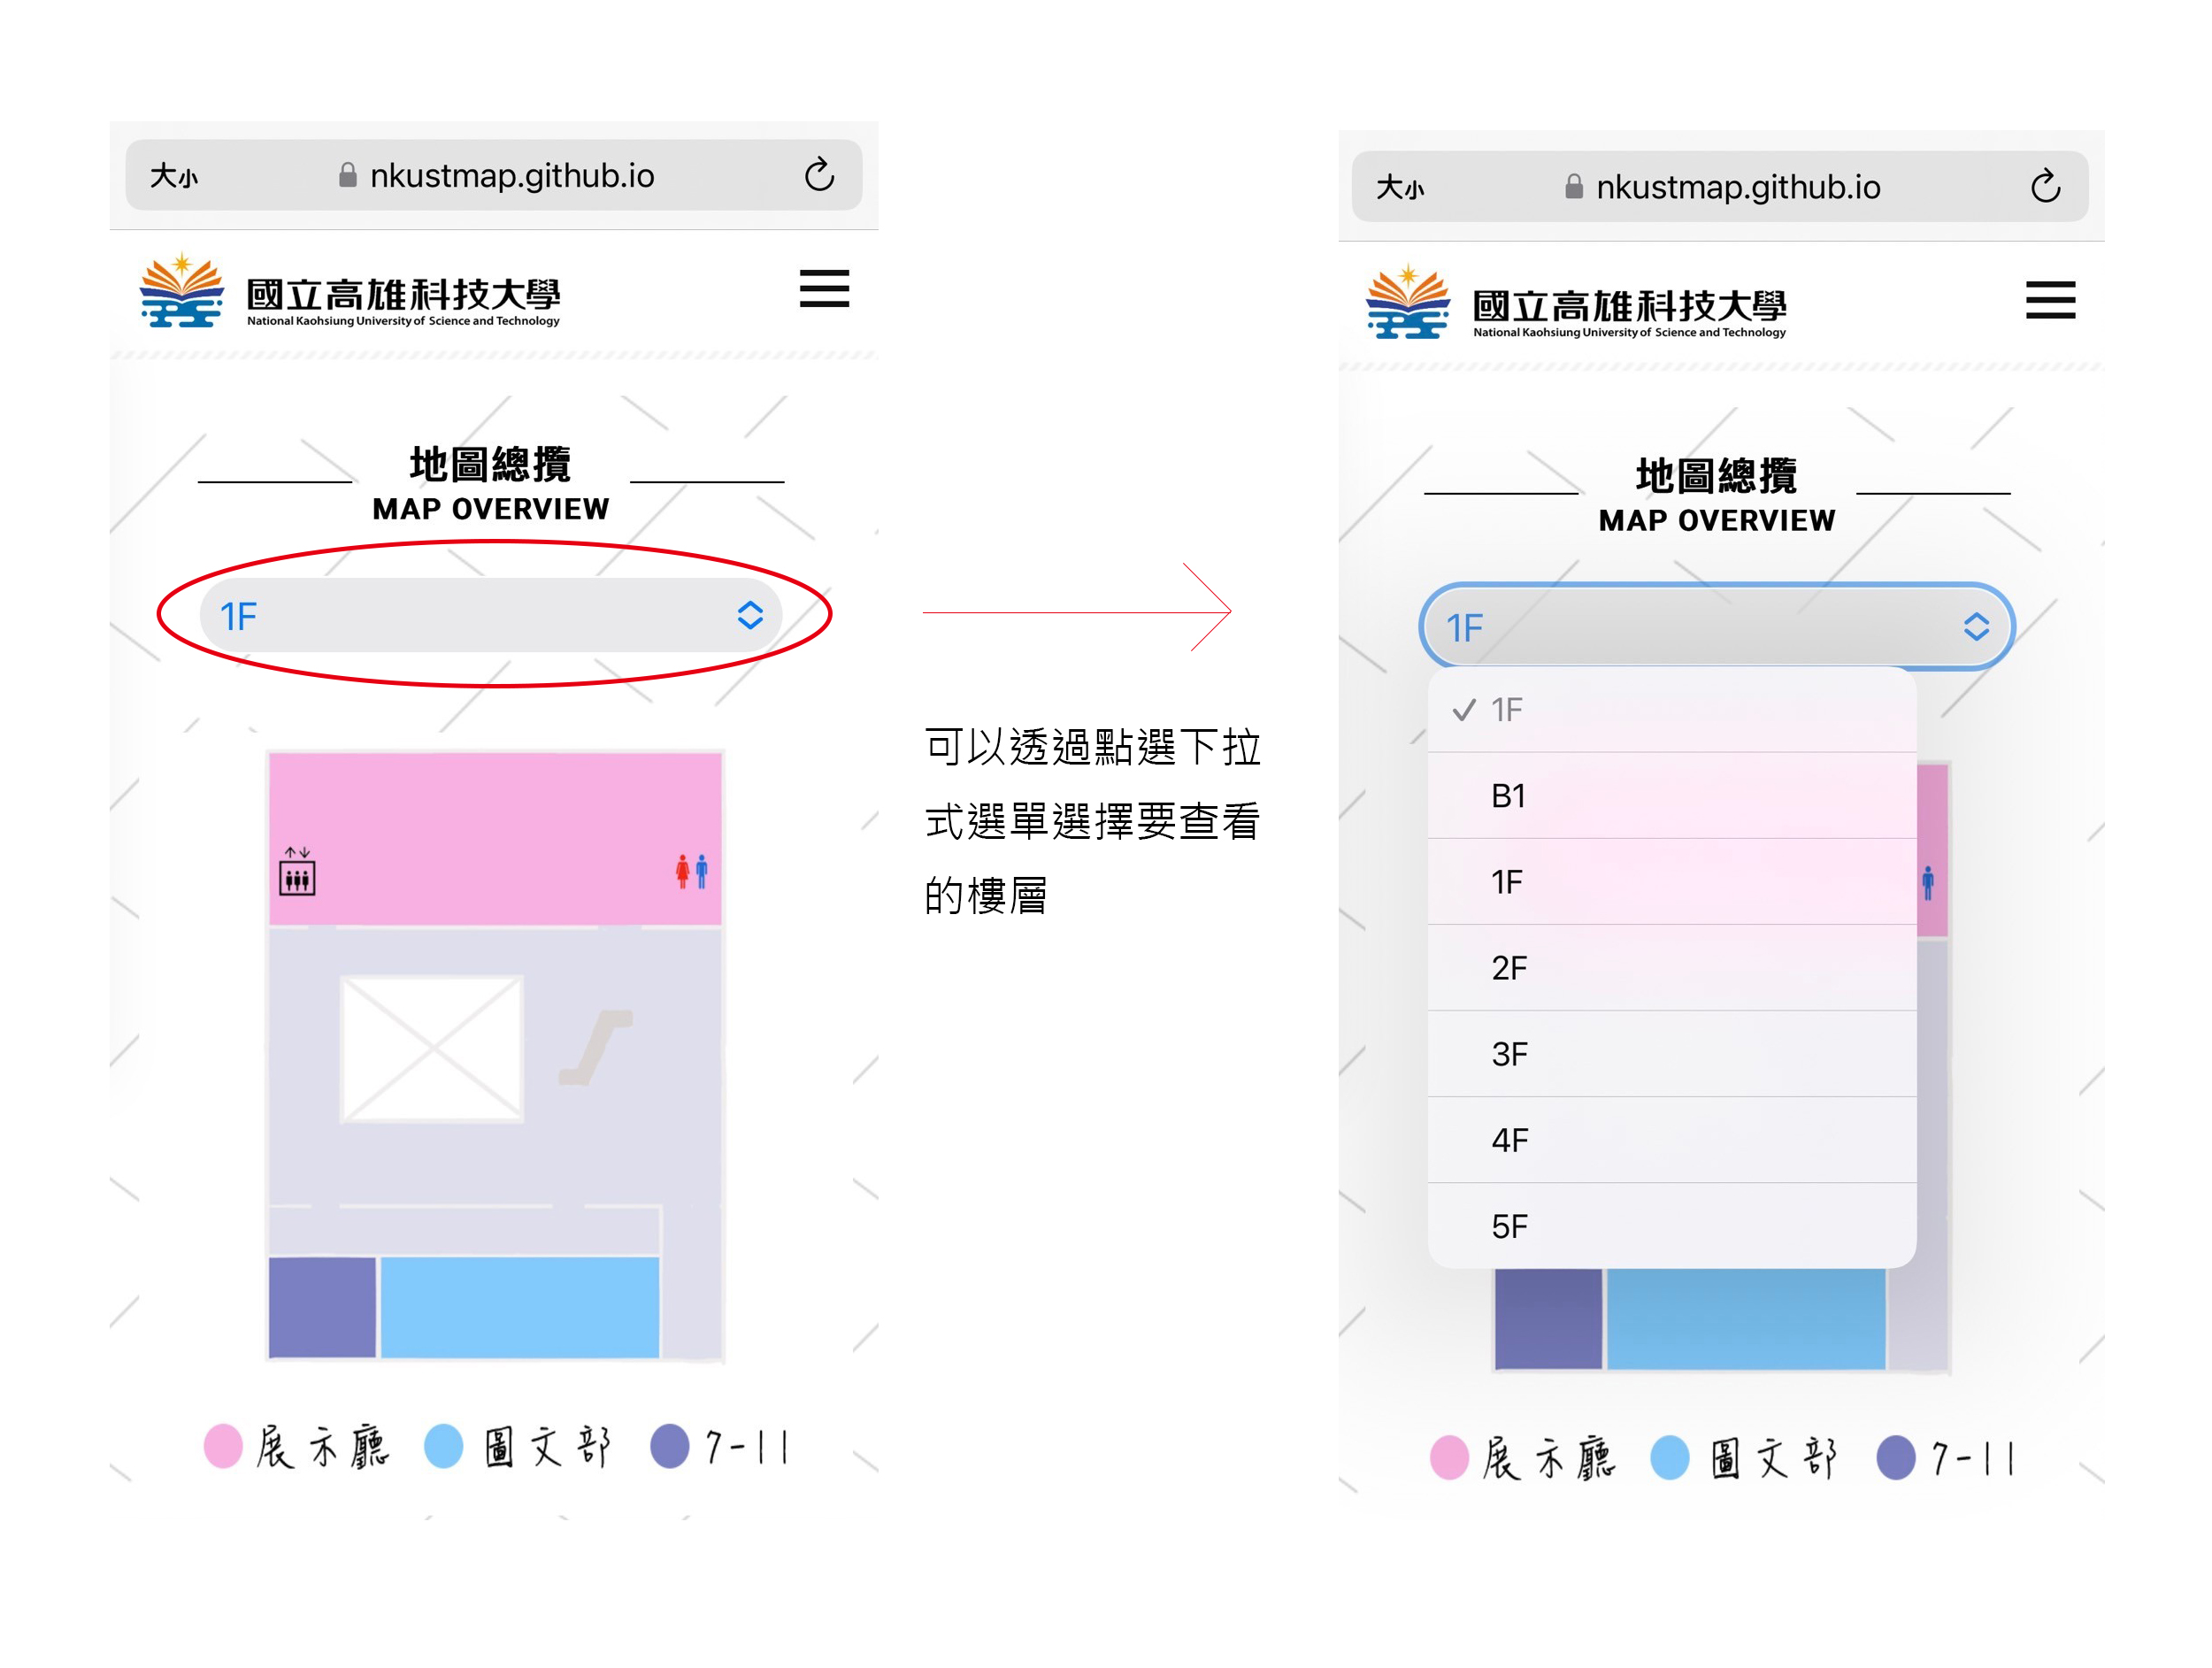 大小 nkustmap.github.io
國立高雄科技大學
National Kaohsiung University of Science and Technology
地圖總攬
MAP OVERVIEW
1F
展示廳 圖文部 7-11
可以透過點選下拉
式選單選擇要查看
的樓層
大小 nkustmap.github.io
國立高雄科技大學
National Kaohsiung University of Science and Technology
地圖總攬
MAP OVERVIEW
1F
1F
B1
1F
2F
3F
4F
5F
展示廳 圖文部 7-11